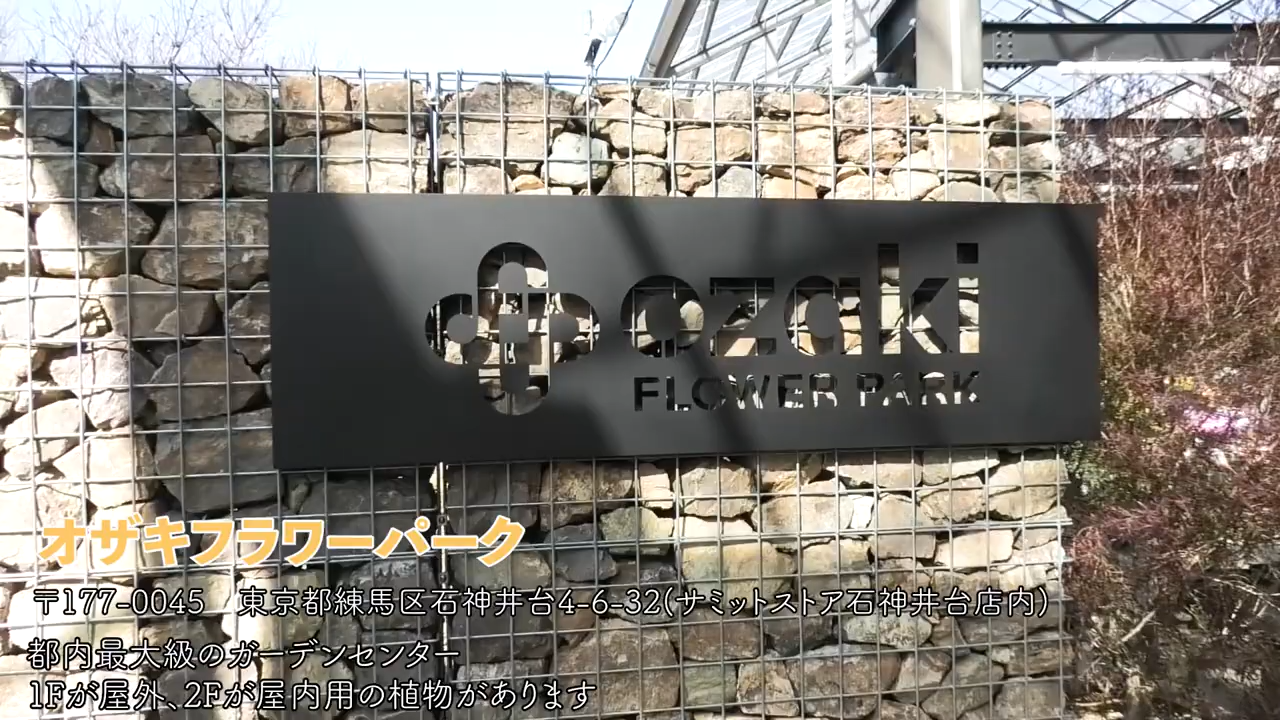 ozaki
FLOWER PARK
オザキフラワーパーク
〒177-0045　東京都練馬区石神井台4-6-32(サミットストア石神井台店内)
都内最大級のガーデンセンター
1Fが屋外、2Fが屋内用の植物があります